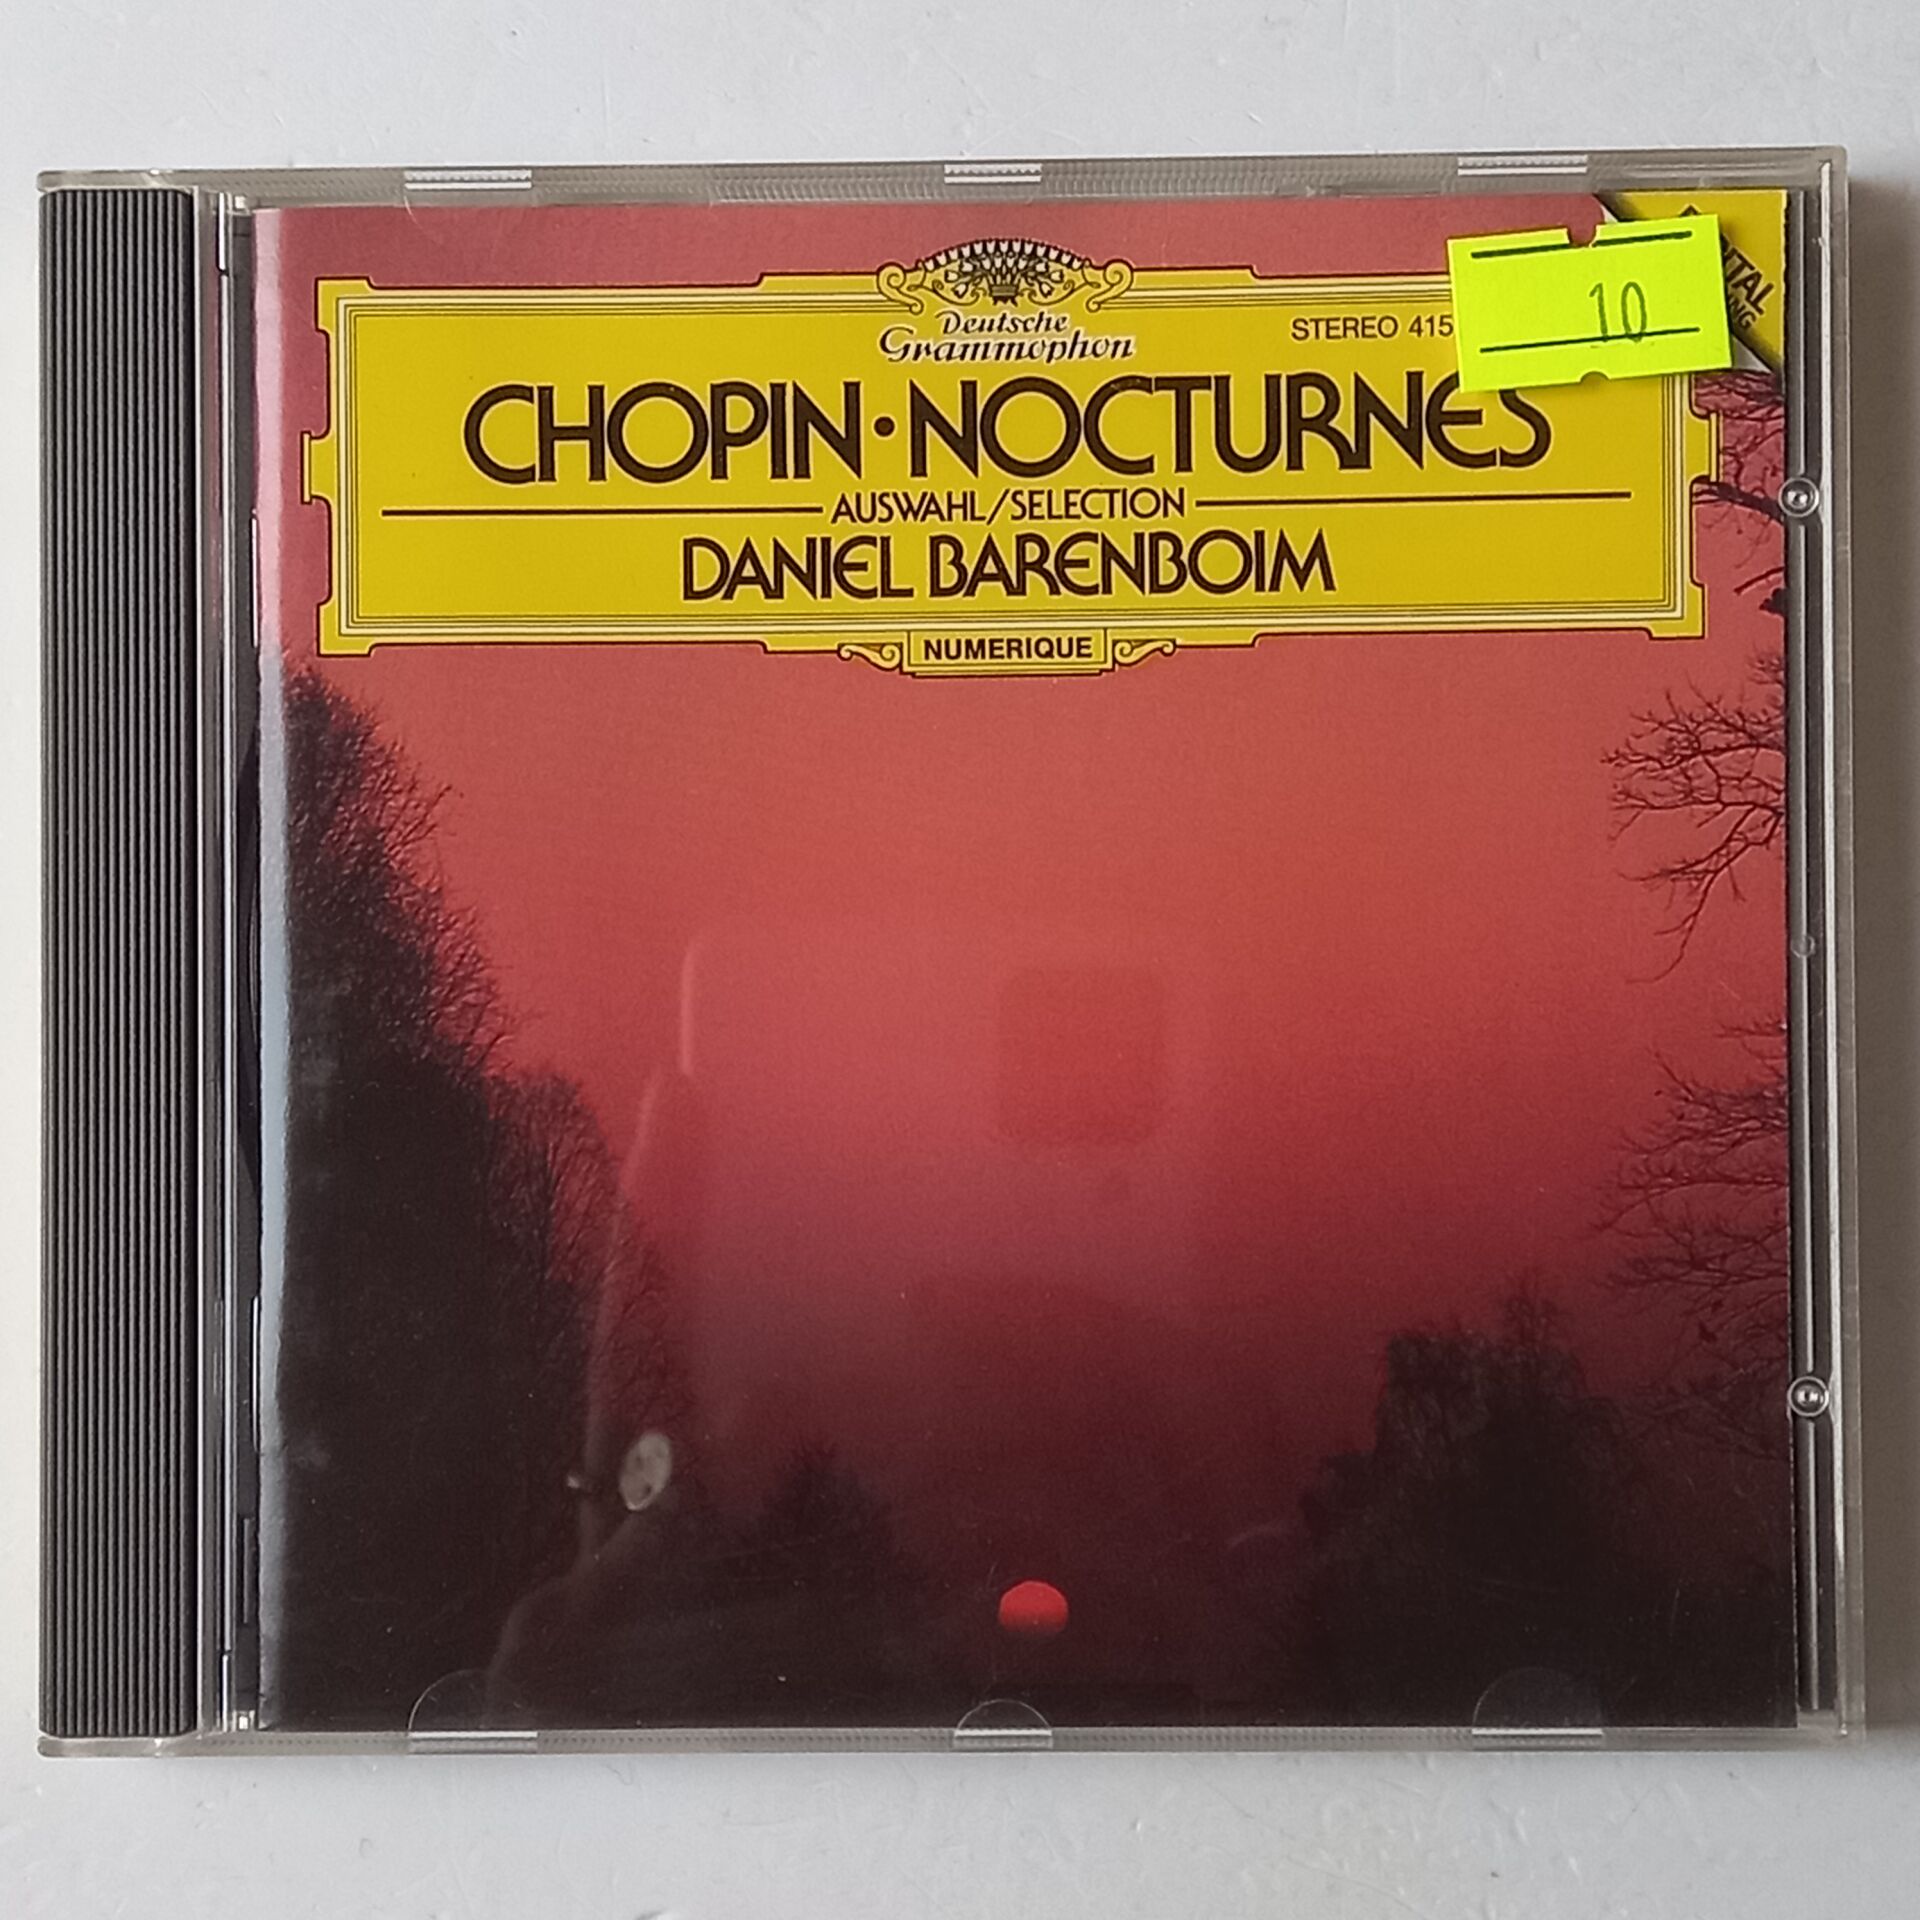 Deutsche
Grammophon
STEREO 415
10
CHOPIN • NOCTURNES
AUSWAHL/SELECTION
DANIEL BARENBOIM
NUMERIQUE